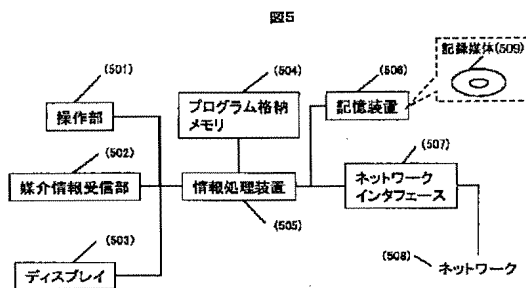 図5
(501)
操作部
(502)
媒介情報受信部
(503)
ディスプレイ
(504)
プログラム格納
メモリ
情報処理装置
(505)
(506)
記憶装置
記録媒体(509)
(507)
ネットワーク
インタフェース
(508)
ネットワーク